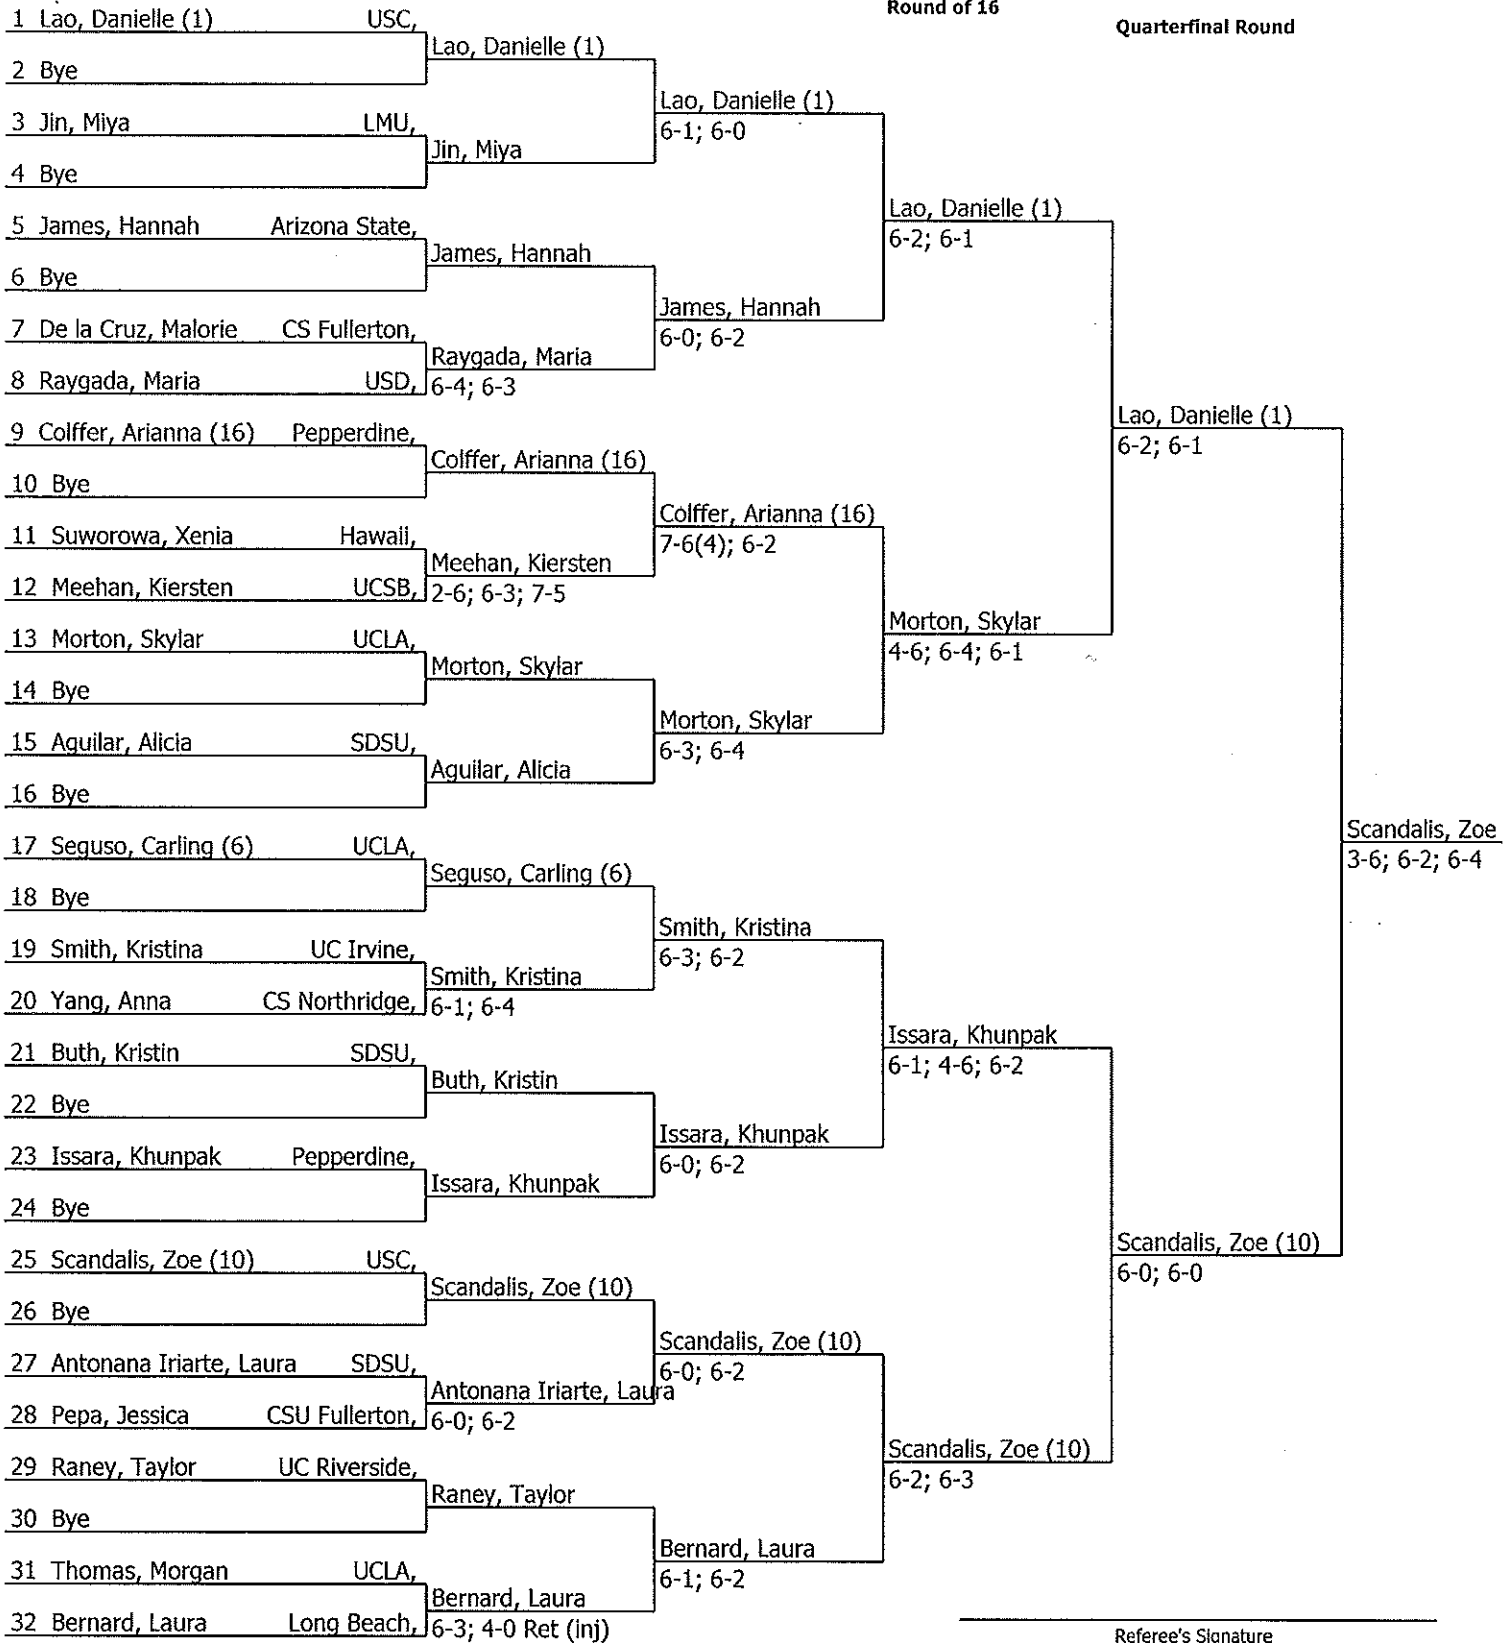 Round of 16
Quarterfinal Round
1 Lao, Danielle (1) USC,
2 Bye
3 Jin, Miya LMU,
4 Bye
5 James, Hannah Arizona State,
6 Bye
7 De la Cruz, Malorie CS Fullerton,
8 Raygada, Maria USD,
9 Colffer, Arianna (16) Pepperdine,
10 Bye
11 Suworowa, Xenia Hawaii,
12 Meehan, Kiersten UCSB,
13 Morton, Skylar UCLA,
14 Bye
15 Aguilar, Alicia SDSU,
16 Bye
17 Seguso, Carling (6) UCLA,
18 Bye
19 Smith, Kristina UC Irvine,
20 Yang, Anna CS Northridge,
21 Buth, Kristin SDSU,
22 Bye
23 Issara, Khunpak Pepperdine,
24 Bye
25 Scandalis, Zoe (10) USC,
26 Bye
27 Antonana Iriarte, Laura SDSU,
28 Pepa, Jessica CSU Fullerton,
29 Raney, Taylor UC Riverside,
30 Bye
31 Thomas, Morgan UCLA,
32 Bernard, Laura Long Beach,
Lao, Danielle (1)
Jin, Miya
James, Hannah
Raygada, Maria
6-4; 6-3
Colffer, Arianna (16)
Meehan, Kiersten
2-6; 6-3; 7-5
Morton, Skylar
Aguilar, Alicia
Seguso, Carling (6)
Smith, Kristina
6-1; 6-4
Buth, Kristin
Issara, Khunpak
Scandalis, Zoe (10)
Antonana Iriarte, Laura
6-0; 6-2
Raney, Taylor
Bernard, Laura
6-3; 4-0 Ret (inj)
Lao, Danielle (1)
6-1; 6-0
James, Hannah
6-0; 6-2
Colffer, Arianna (16)
7-6(4); 6-2
Morton, Skylar
6-3; 6-4
Smith, Kristina
6-3; 6-2
Issara, Khunpak
6-0; 6-2
Scandalis, Zoe (10)
6-0; 6-2
Bernard, Laura
6-1; 6-2
Lao, Danielle (1)
6-2; 6-1
Morton, Skylar
4-6; 6-4; 6-1
Issara, Khunpak
6-1; 4-6; 6-2
Scandalis, Zoe (10)
6-2; 6-3
Lao, Danielle (1)
6-2; 6-1
Scandalis, Zoe (10)
6-0; 6-0
Scandalis, Zoe
3-6; 6-2; 6-4
Referee's Signature